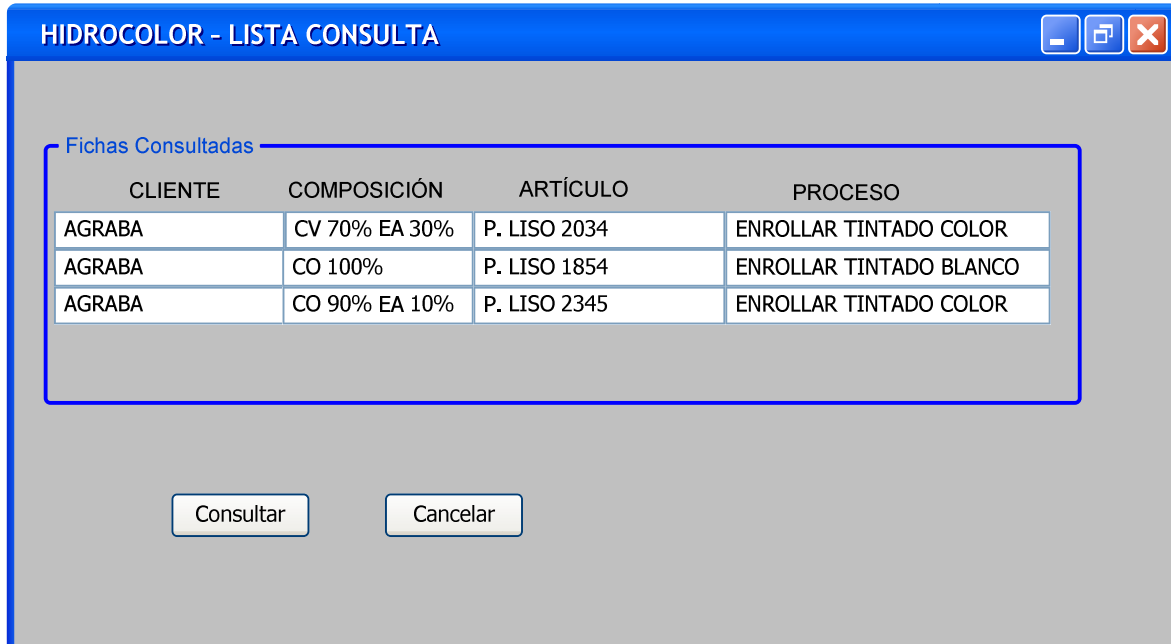 HIDROCOLOR – LISTA CONSULTA
Fichas Consultadas
CLIENTE COMPOSICIÓN ARTÍCULO PROCESO
AGRABA CV 70% EA 30% P. LISO 2034 ENROLLAR TINTADO COLOR
AGRABA CO 100% P. LISO 1854 ENROLLAR TINTADO BLANCO
AGRABA CO 90% EA 10% P. LISO 2345 ENROLLAR TINTADO COLOR
Consultar Cancelar